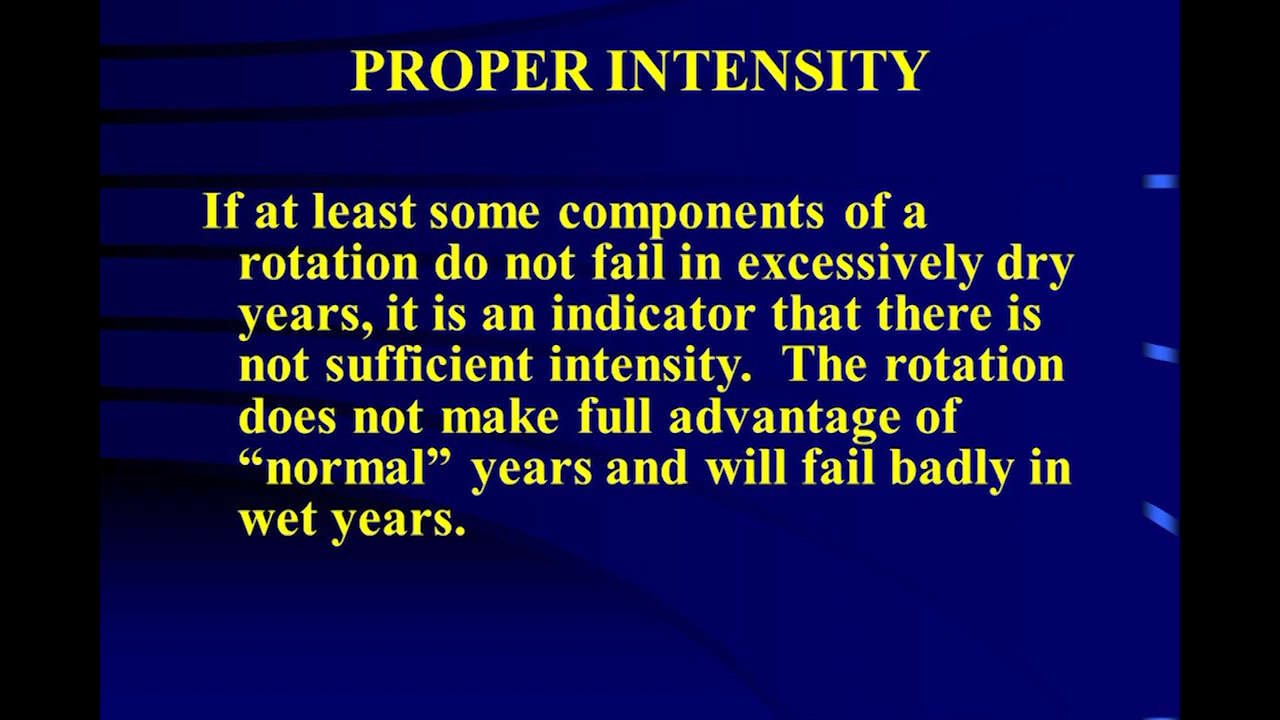 PROPER INTENSITY
If at least some components of a
rotation do not fail in excessively dry
years, it is an indicator that there is
not sufficient intensity. The rotation
does not make full advantage of
“normal” years and will fail badly in
wet years.